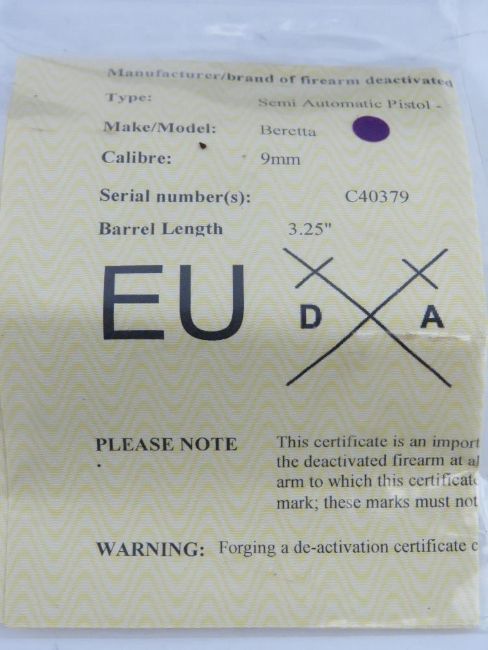 Manufacturer/brand of firearm deactivated
Type: Semi Automatic Pistol -
Make/Model: Beretta
Calibre: 9mm
Serial number(s): C40379
Barrel Length 3.25"
EU D A
PLEASE NOTE This certificate is an import
the deactivated firearm at al
arm to which this certificate
mark; these marks must not
WARNING: Forging a de-activation certificate c